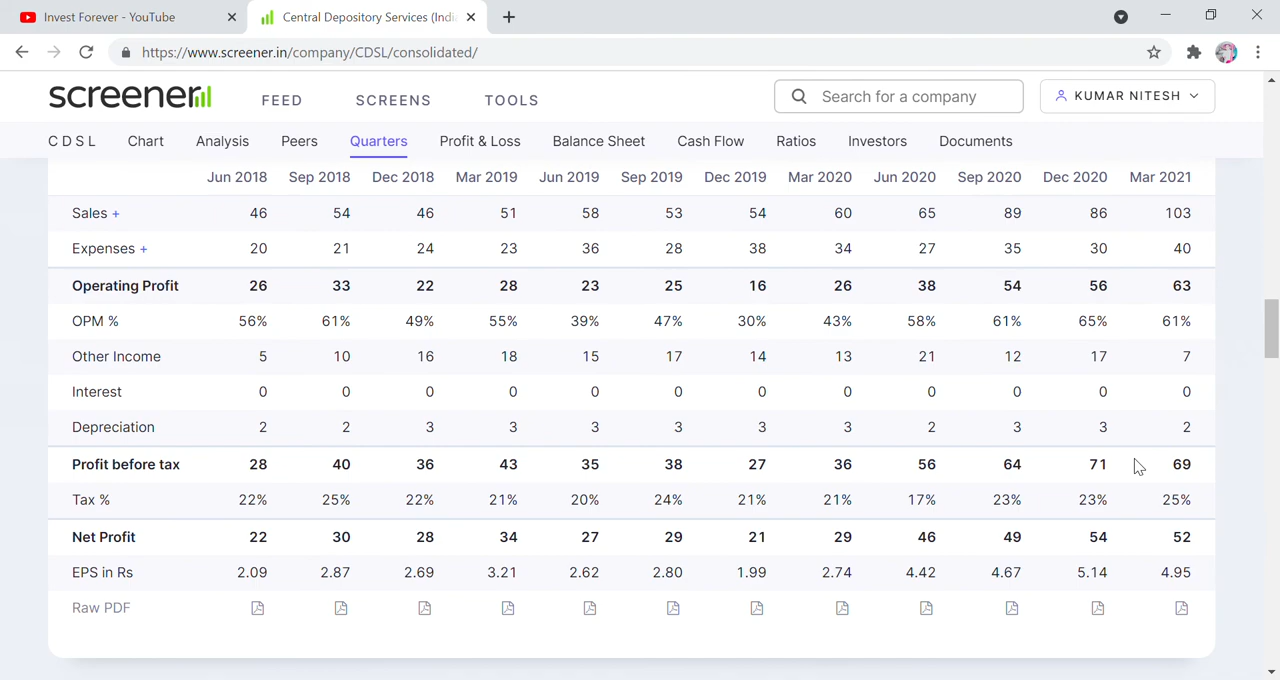 Invest Forever - YouTube
Central Depository Services (Indi
https://www.screener.in/company/CDSL/consolidated/
screener
FEED SCREENS TOOLS
Search for a company
KUMAR NITESH
CDSL Chart Analysis Peers Quarters Profit & Loss Balance Sheet Cash Flow Ratios Investors Documents
Jun 2018 Sep 2018 Dec 2018 Mar 2019 Jun 2019 Sep 2019 Dec 2019 Mar 2020 Jun 2020 Sep 2020 Dec 2020 Mar 2021
Sales + 46 54 46 51 58 53 54 60 65 89 86 103
Expenses + 20 21 24 23 36 28 38 34 27 35 30 40
Operating Profit 26 33 22 28 23 25 16 26 38 54 56 63
OPM % 56% 61% 49% 55% 39% 47% 30% 43% 58% 61% 65% 61%
Other Income 5 10 16 18 15 17 14 13 21 12 17 7
Interest 0 0 0 0 0 0 0 0 0 0 0 0
Depreciation 2 2 3 3 3 3 3 3 2 3 3 2
Profit before tax 28 40 36 43 35 38 27 36 56 64 71 69
Tax % 22% 25% 22% 21% 20% 24% 21% 21% 17% 23% 23% 25%
Net Profit 22 30 28 34 27 29 21 29 46 49 54 52
EPS in Rs 2.09 2.87 2.69 3.21 2.62 2.80 1.99 2.74 4.42 4.67 5.14 4.95
Raw PDF